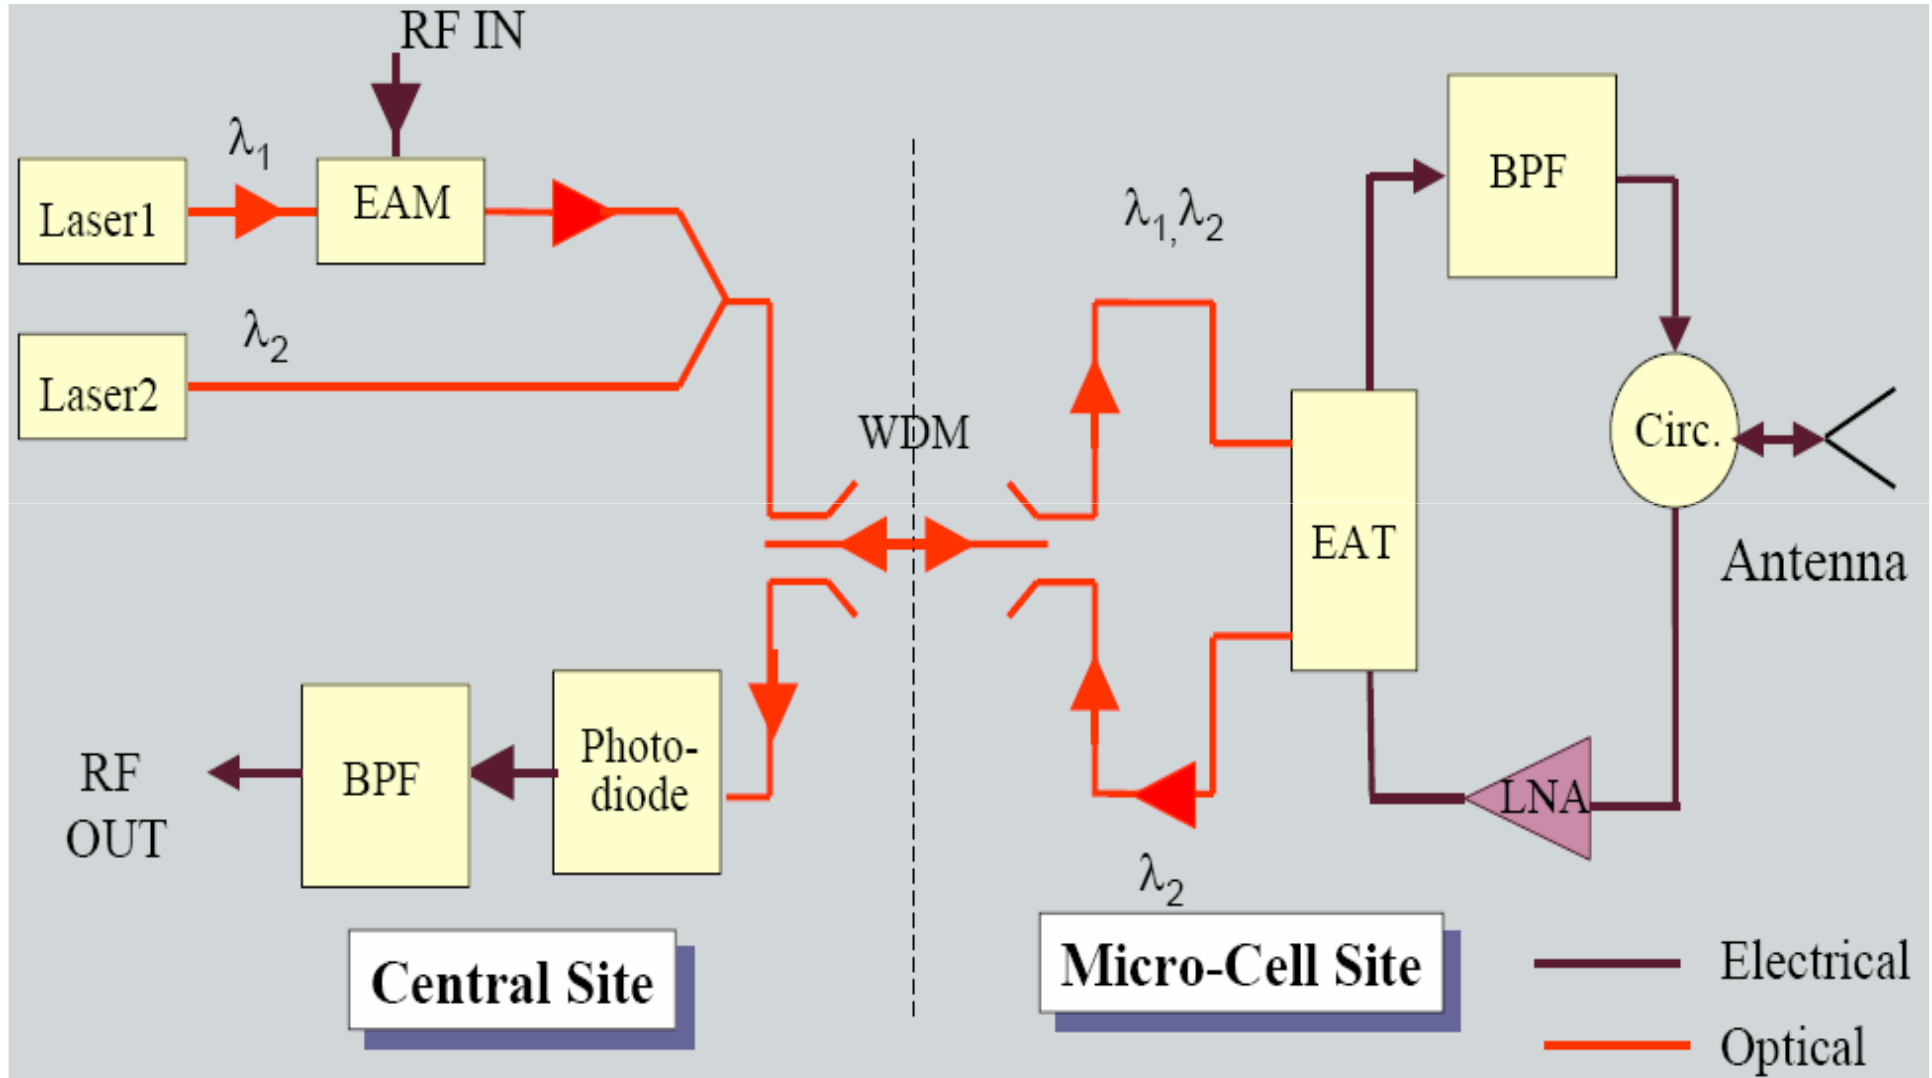 RF IN
λ1
Laser1
EAM
λ2
Laser2
WDM
λ1,λ2
BPF
Circ.
EAT
Antenna
LNA
λ2
Photo-
diode
BPF
RF
OUT
Central Site
Micro-Cell Site
Electrical
Optical